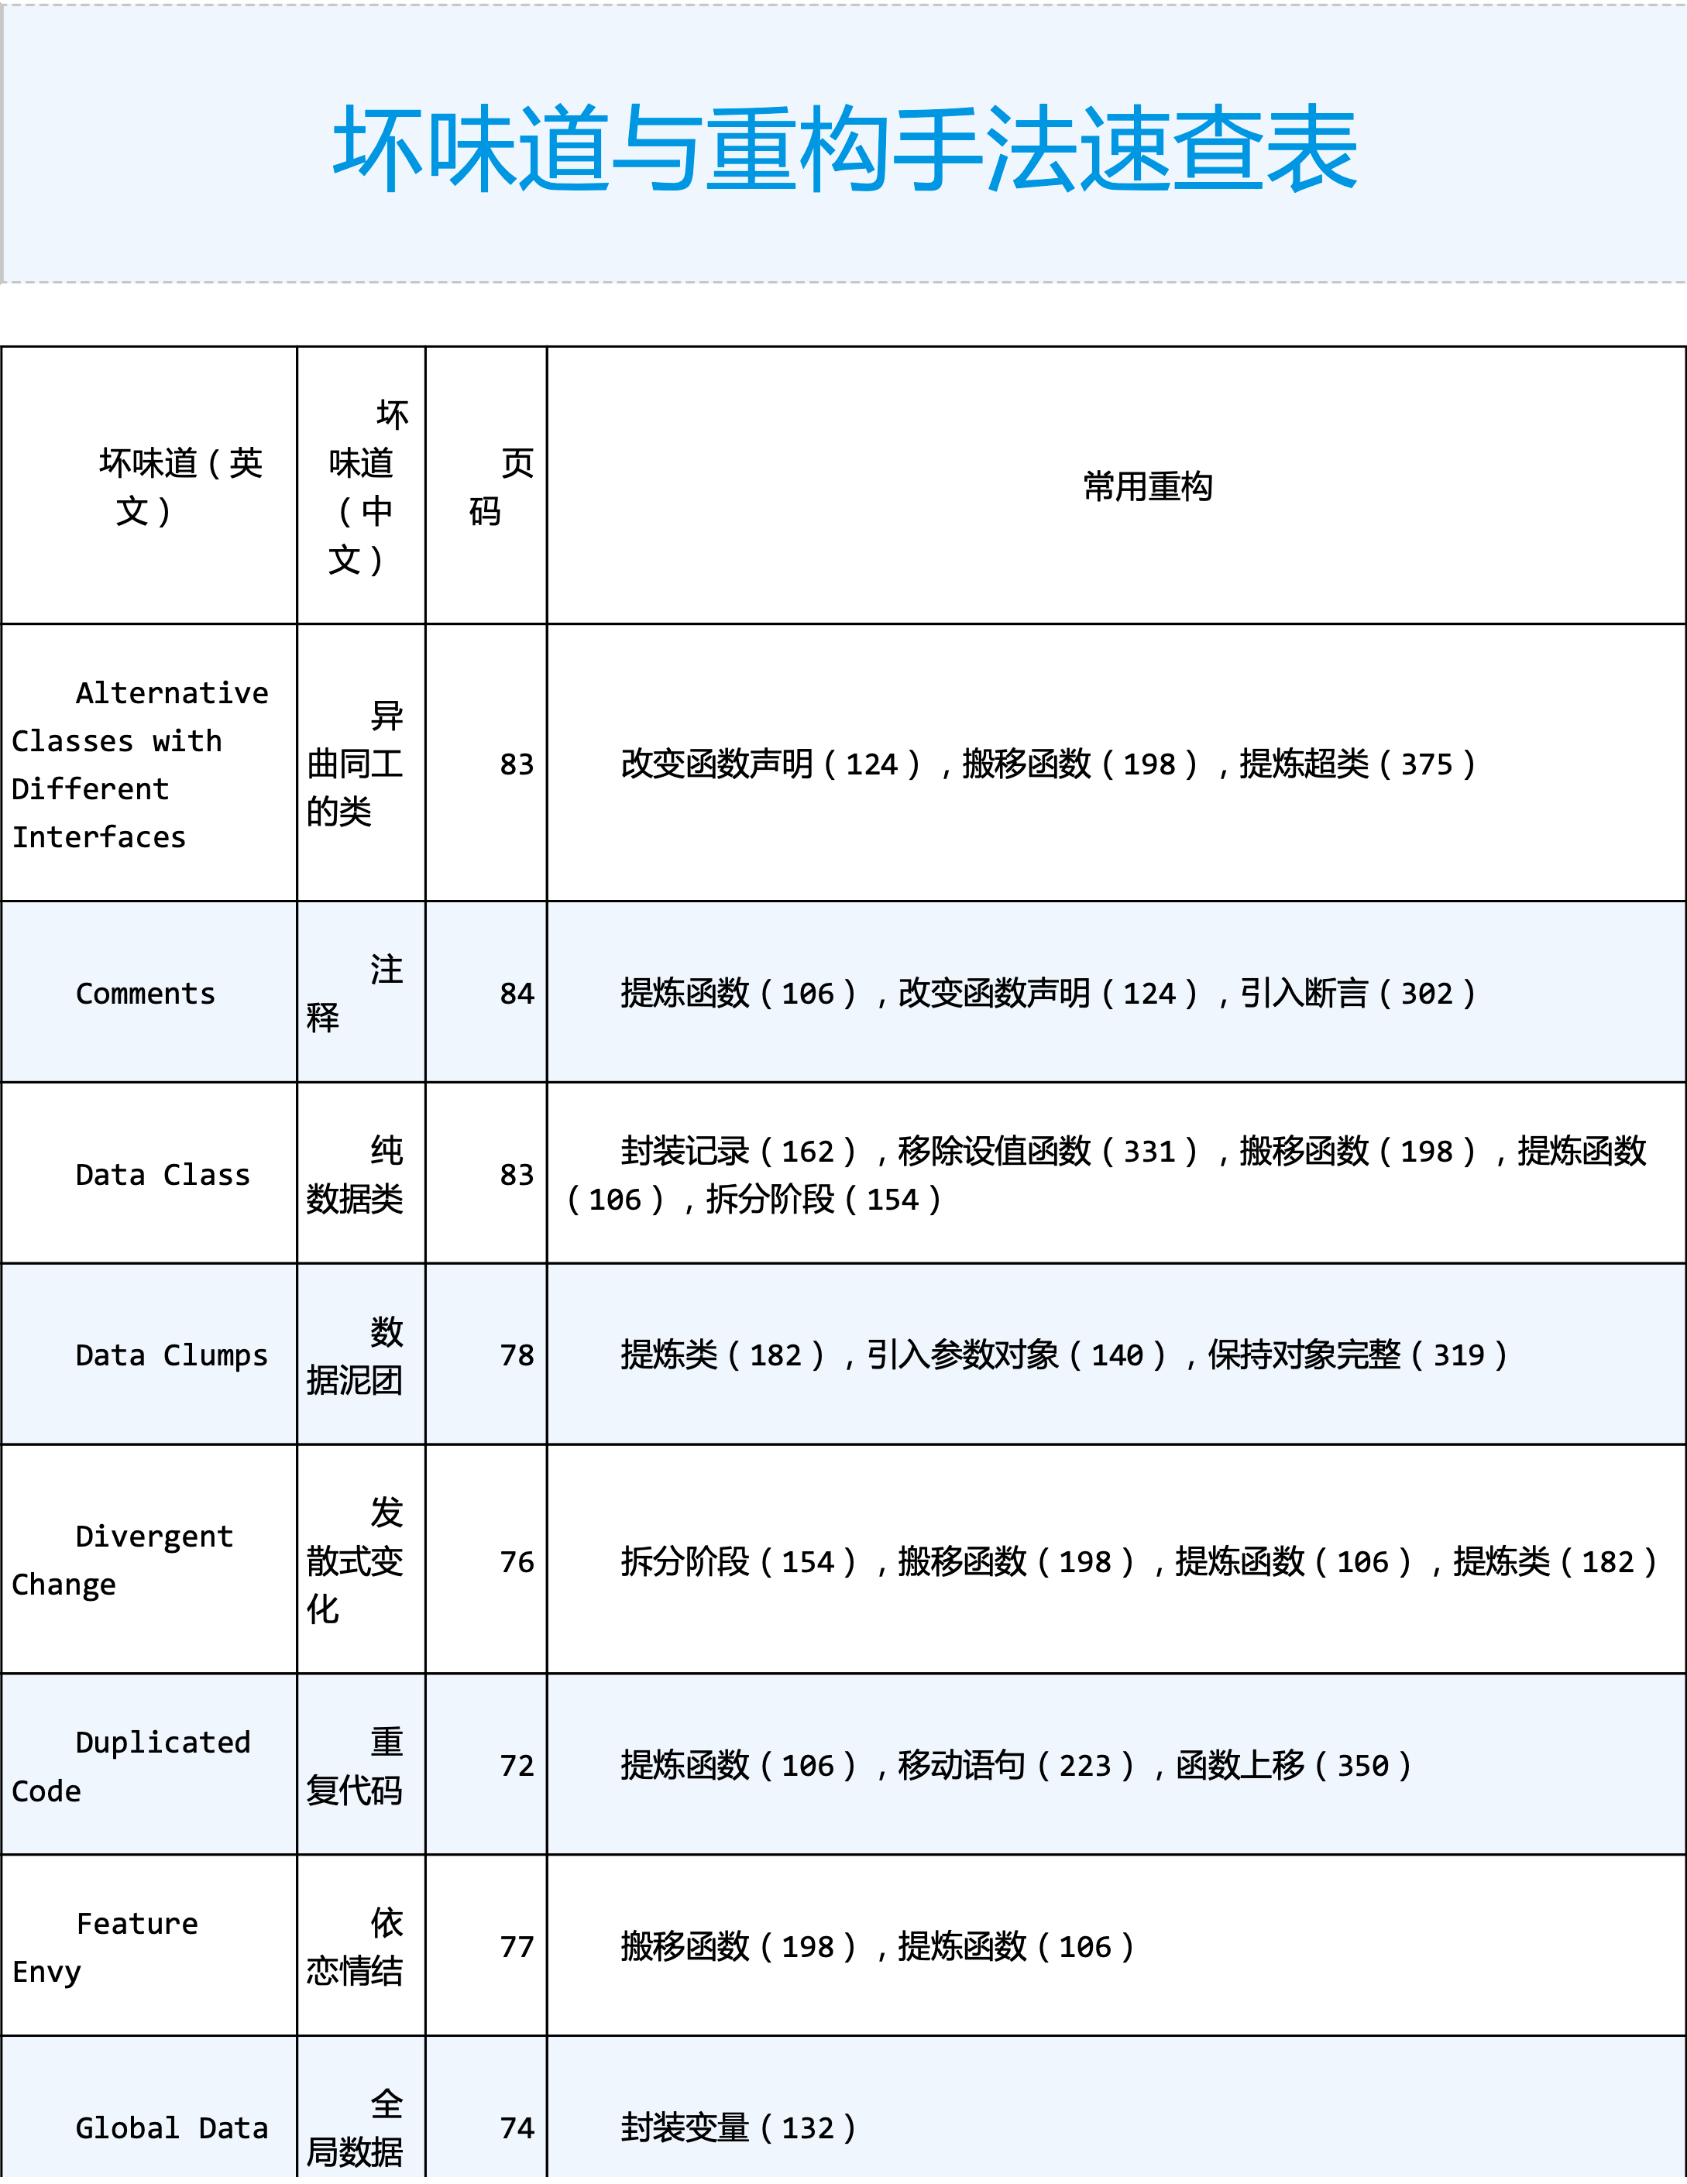 坏味道与重构手法速查表
坏味道（英
文）
坏
味道
（中
文）
页
码
常用重构
Alternative
Classes with
Different
Interfaces
异
曲同工
的类
83
改变函数声明（124），搬移函数（198），提炼超类（375）
Comments
注
释
84
提炼函数（106），改变函数声明（124），引入断言（302）
Data Class
纯
数据类
83
封装记录（162），移除设值函数（331），搬移函数（198），提炼函数
（106），拆分阶段（154）
Data Clumps
数
据泥团
78
提炼类（182），引入参数对象（140），保持对象完整（319）
Divergent
Change
发
散式变
化
76
拆分阶段（154），搬移函数（198），提炼函数（106），提炼类（182）
Duplicated
Code
重
复代码
72
提炼函数（106），移动语句（223），函数上移（350）
Feature
Envy
依
恋情结
77
搬移函数（198），提炼函数（106）
Global Data
全
局数据
74
封装变量（132）